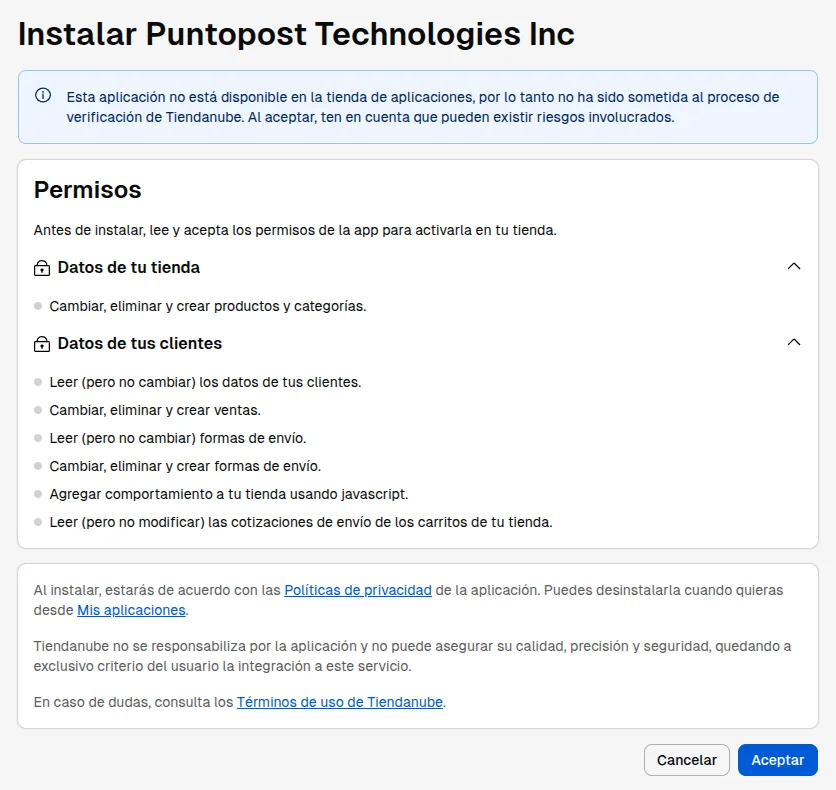 Instalar Puntopost Technologies Inc
Esta aplicación no está disponible en la tienda de aplicaciones, por lo tanto no ha sido sometida al proceso de
verificación de Tiendanube. Al aceptar, ten en cuenta que pueden existir riesgos involucrados.
Permisos
Antes de instalar, lee y acepta los permisos de la app para activarla en tu tienda.
Datos de tu tienda
Cambiar, eliminar y crear productos y categorías.
Datos de tus clientes
Leer (pero no cambiar) los datos de tus clientes.
Cambiar, eliminar y crear ventas.
Leer (pero no cambiar) formas de envío.
Cambiar, eliminar y crear formas de envío.
Agregar comportamiento a tu tienda usando javascript.
Leer (pero no modificar) las cotizaciones de envío de los carritos de tu tienda.
Al instalar, estarás de acuerdo con las Políticas de privacidad de la aplicación. Puedes desinstalarla cuando quieras
desde Mis aplicaciones.
Tiendanube no se responsabiliza por la aplicación y no puede asegurar su calidad, precisión y seguridad, quedando a
exclusivo criterio del usuario la integración a este servicio.
En caso de dudas, consulta los Términos de uso de Tiendanube.
Cancelar Aceptar